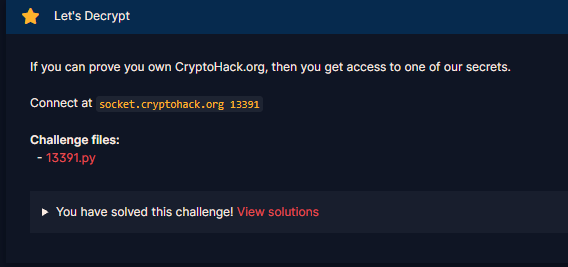 Let's Decrypt
If you can prove you own CryptoHack.org, then you get access to one of our secrets.
Connect at socket.cryptohack.org 13391
Challenge files:
- 13391.py
You have solved this challenge! View solutions